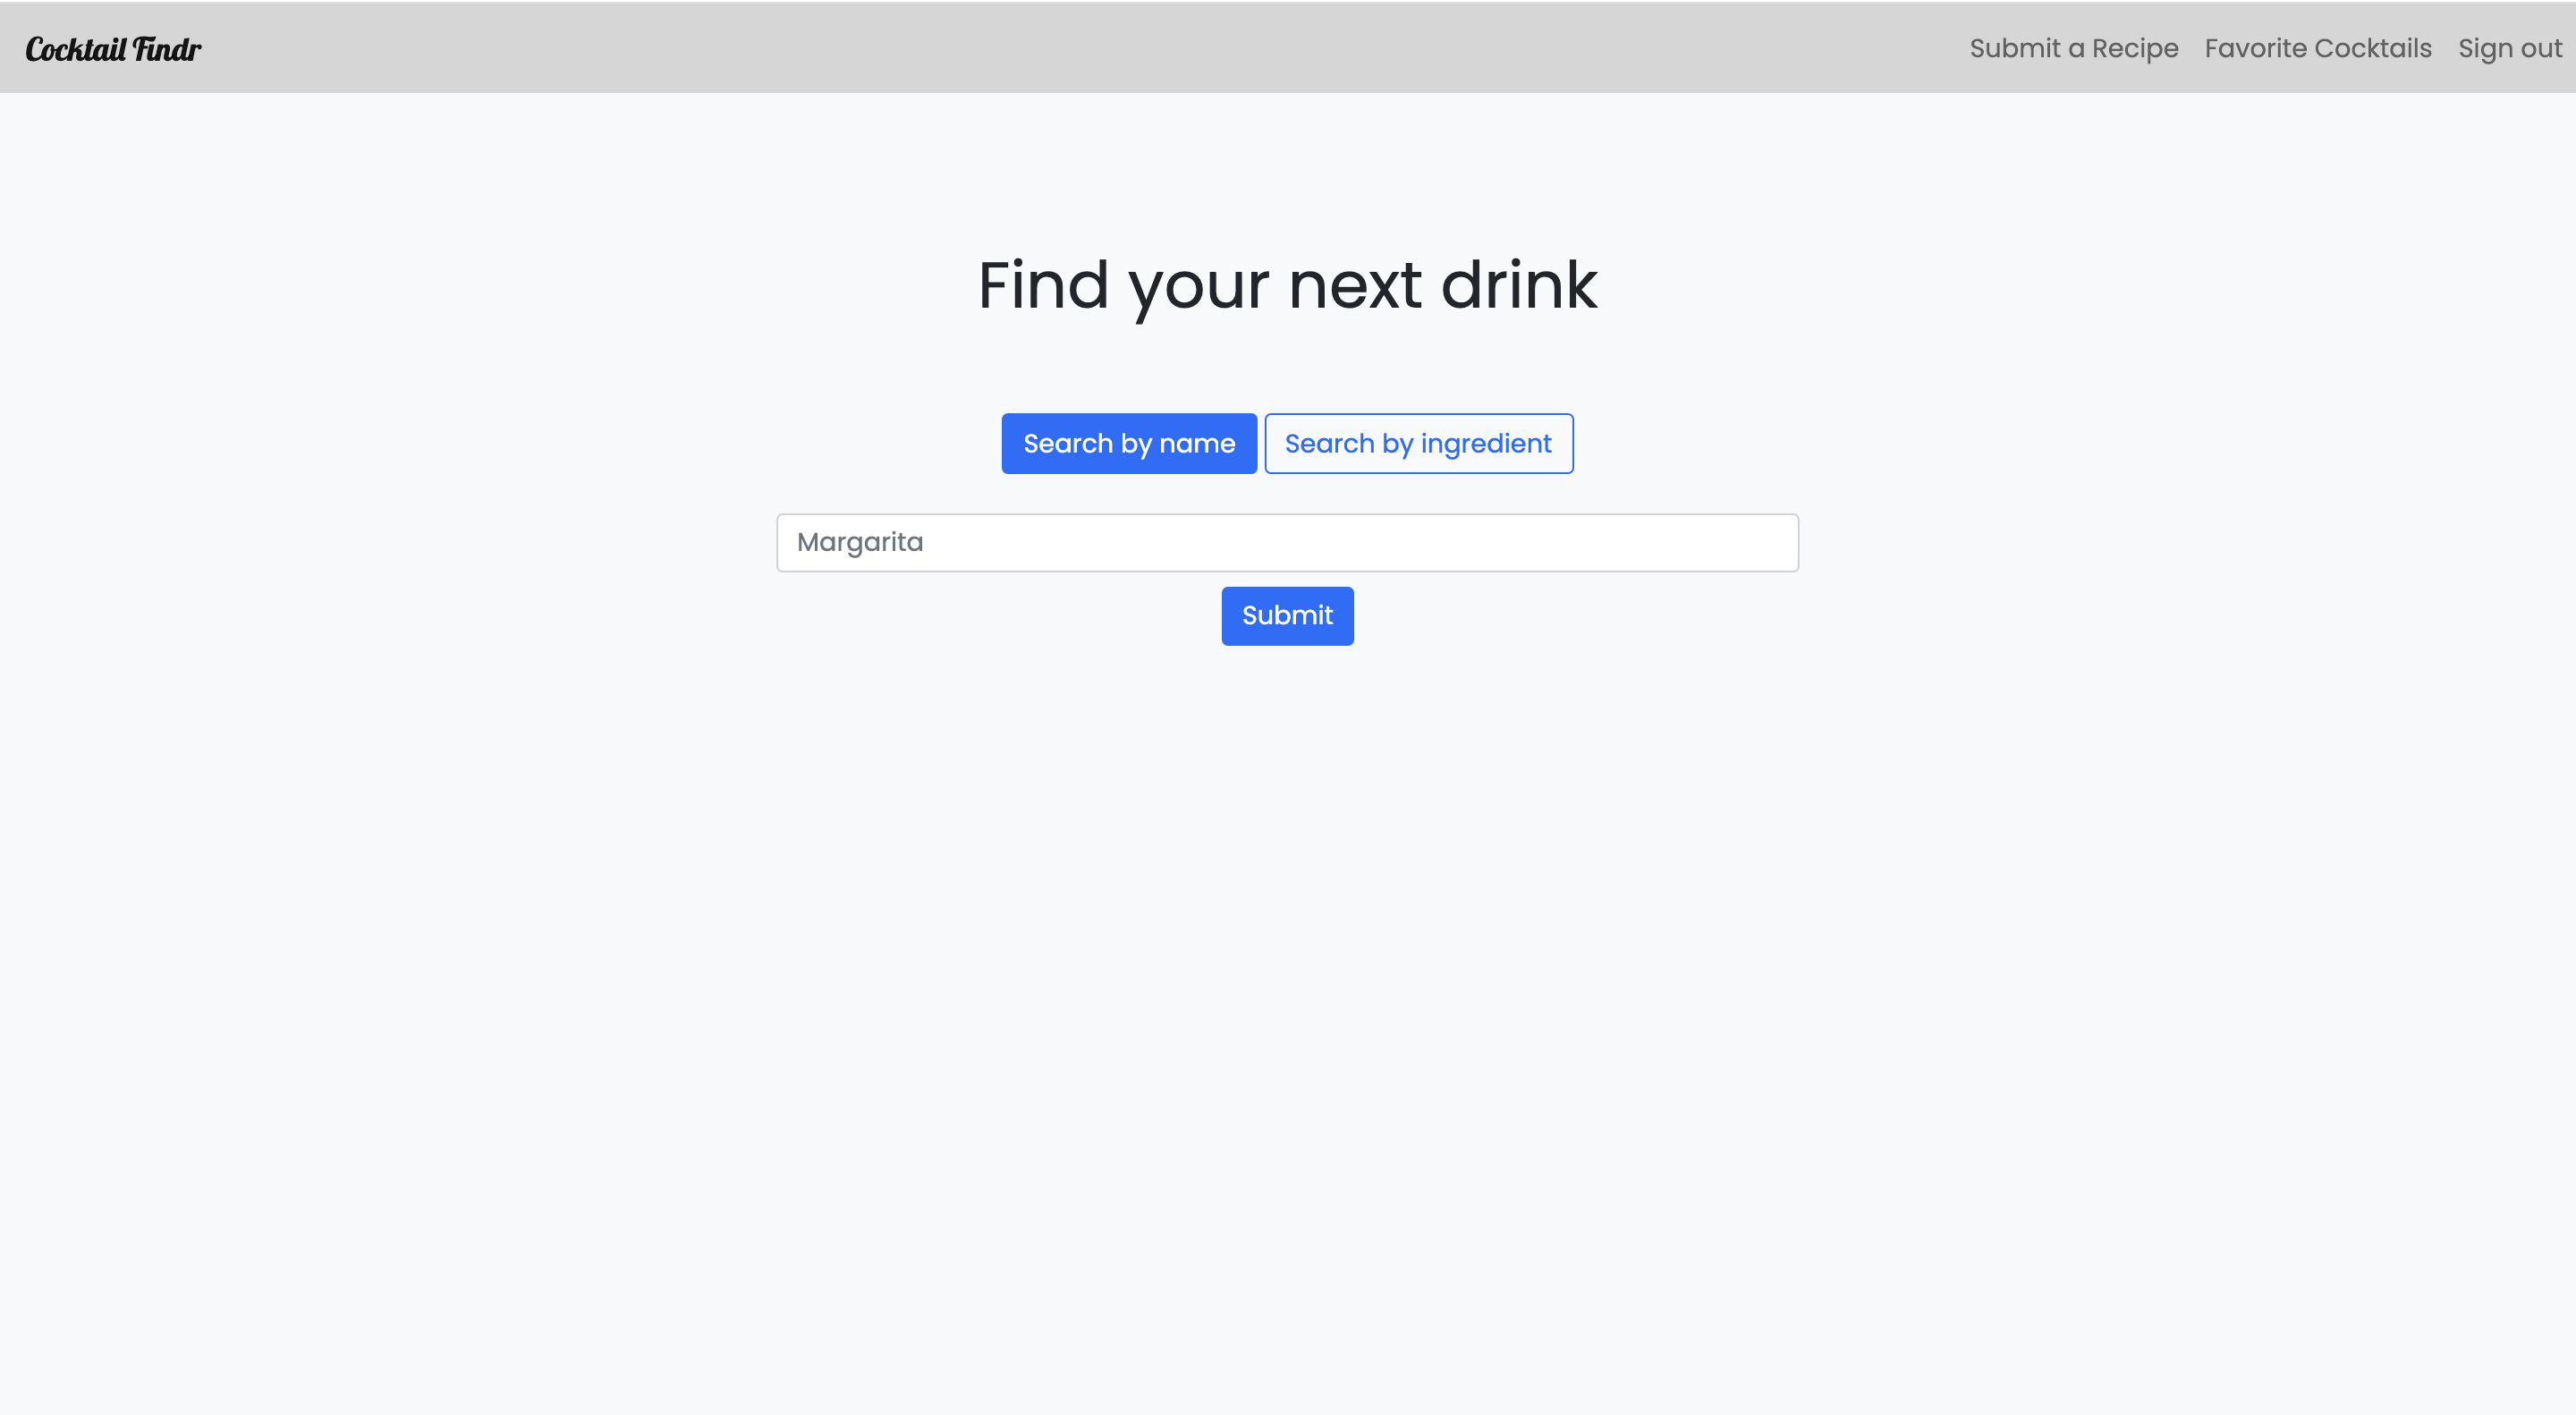 Cocktail Findr
Submit a Recipe Favorite Cocktails Sign out
Find your next drink
Search by name Search by ingredient
Margarita
Submit